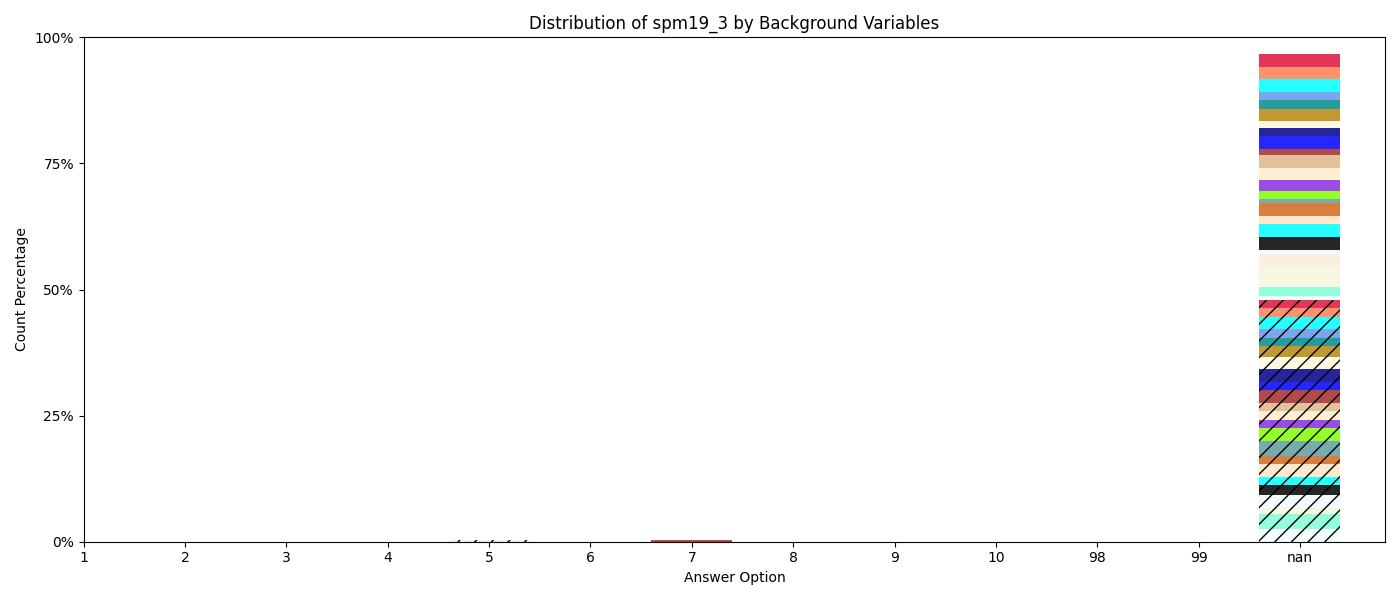 Distribution of spm19_3 by Background Variables
100%
75%
50%
25%
0%
Count Percentage
1 2 3 4 5 6 7 8 9 10 98 99 nan
Answer Option